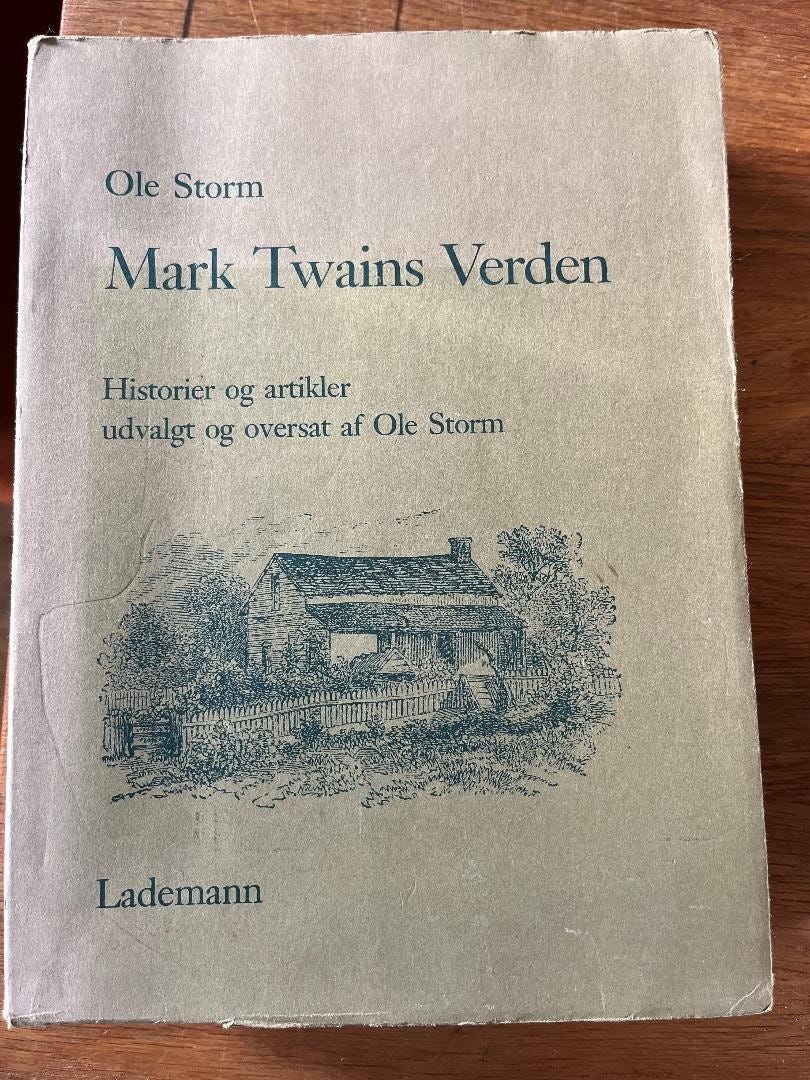 Ole Storm
Mark Twains Verden
Historier og artikler
udvalgt og oversat af Ole Storm
Lademann